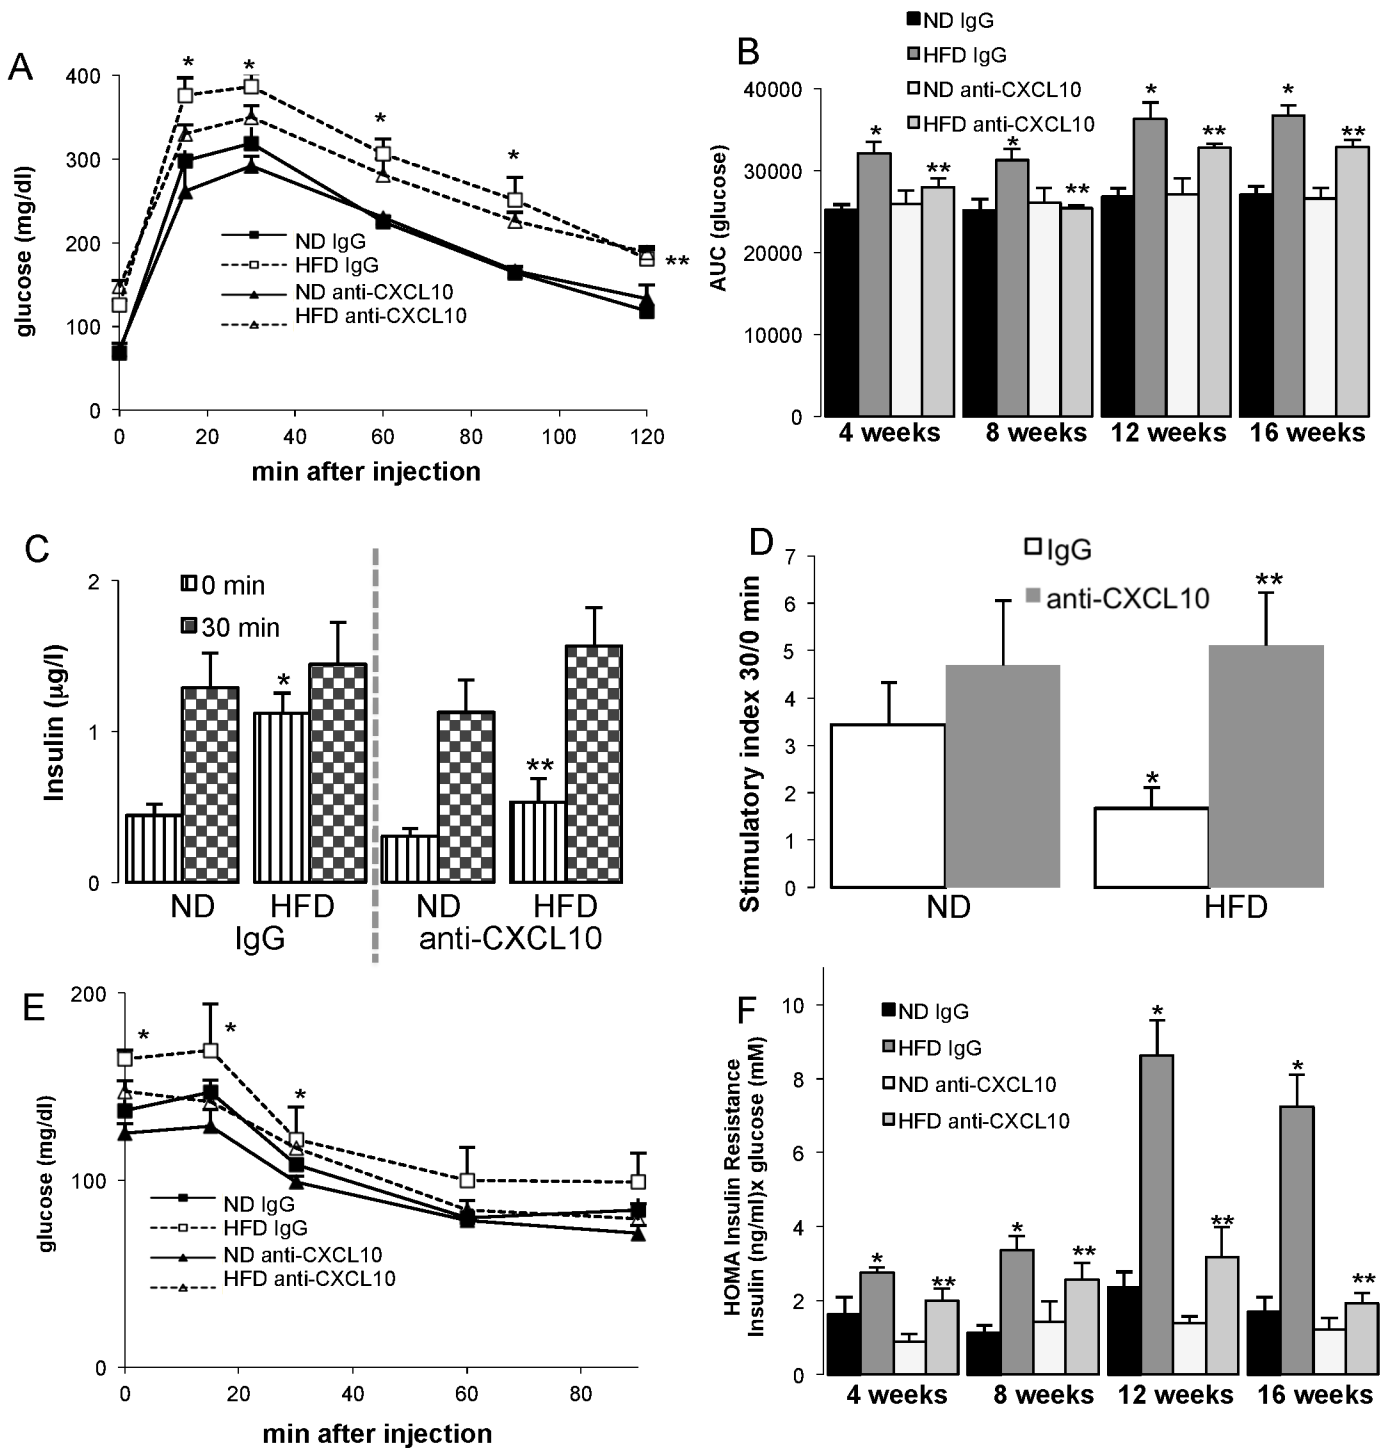 A
glucose (mg/dl)
400
300
200
100
0
* * * * **
ND IgG
HFD IgG
ND anti-CXCL10
HFD anti-CXCL10
0 20 40 60 80 100 120
min after injection
B
ND IgG
HFD IgG
ND anti-CXCL10
HFD anti-CXCL10
AUC (glucose)
40000
30000
20000
10000
0
* ** * ** * ** * **
4 weeks 8 weeks 12 weeks 16 weeks
C
Insulin (µg/l)
2
1
0
0 min
30 min
* **
ND HFD ND HFD
IgG anti-CXCL10
D
Stimulatory index 30/0 min
7
6
5
4
3
2
1
0
IgG
anti-CXCL10
* **
ND HFD
E
glucose (mg/dl)
200
100
0
* * *
ND IgG
HFD IgG
ND anti-CXCL10
HFD anti-CXCL10
0 20 40 60 80
min after injection
F
HOMA Insulin Resistance
Insulin (ng/ml)x glucose (mM)
10
8
6
4
2
0
ND IgG
HFD IgG
ND anti-CXCL10
HFD anti-CXCL10
* ** * ** * ** * **
4 weeks 8 weeks 12 weeks 16 weeks